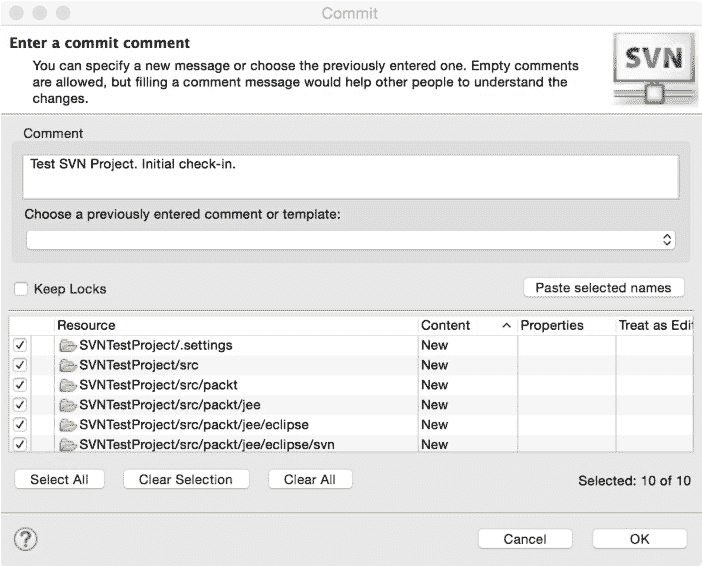 Commit
Enter a commit comment
SVN
You can specify a new message or choose the previously entered one. Empty comments
are allowed, but filling a comment message would help other people to understand the
changes.
Comment
Test SVN Project. Initial check-in.
Choose a previously entered comment or template:
Keep Locks
Paste selected names
Resource Content Properties Treat as Edi
SVNTestProject/.settings New
SVNTestProject/src New
SVNTestProject/src/packt New
SVNTestProject/src/packt/jee New
SVNTestProject/src/packt/jee/eclipse New
SVNTestProject/src/packt/jee/eclipse/svn New
Select All Clear Selection Clear All Selected: 10 of 10
? Cancel OK